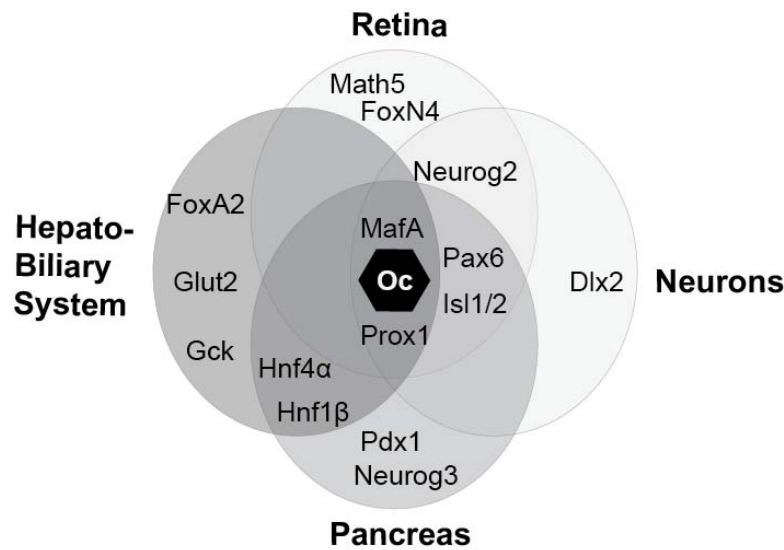 Retina
Math5
FoxN4
Neurog2
FoxA2
MafA
Hepato-
Biliary
System
Pax6
Glut2
Oc
Dlx2
Neurons
Isl1/2
Prox1
Gck
Hnf4α
Hnf1β
Pdx1
Neurog3
Pancreas